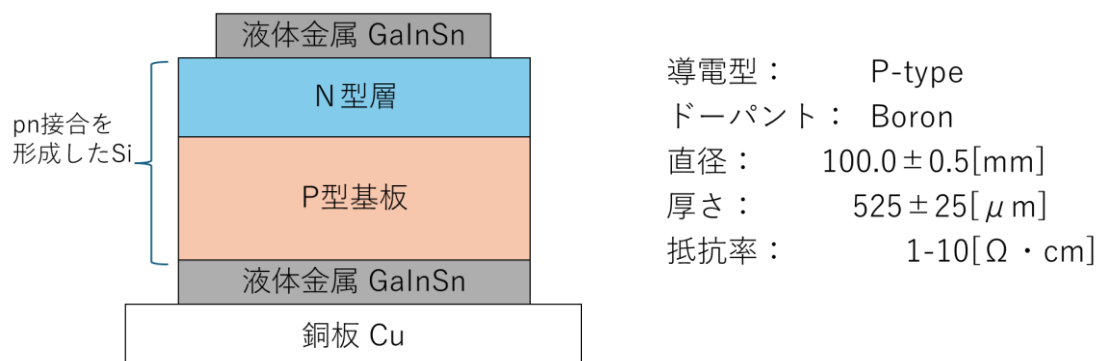 液体金属 GaInSn
N型層
pn接合を
形成したSi
P型基板
液体金属 GaInSn
銅板 Cu
導電型： P-type
ドーパント： Boron
直径： 100.0±0.5[mm]
厚さ： 525±25[μm]
抵抗率： 1-10[Ω・cm]